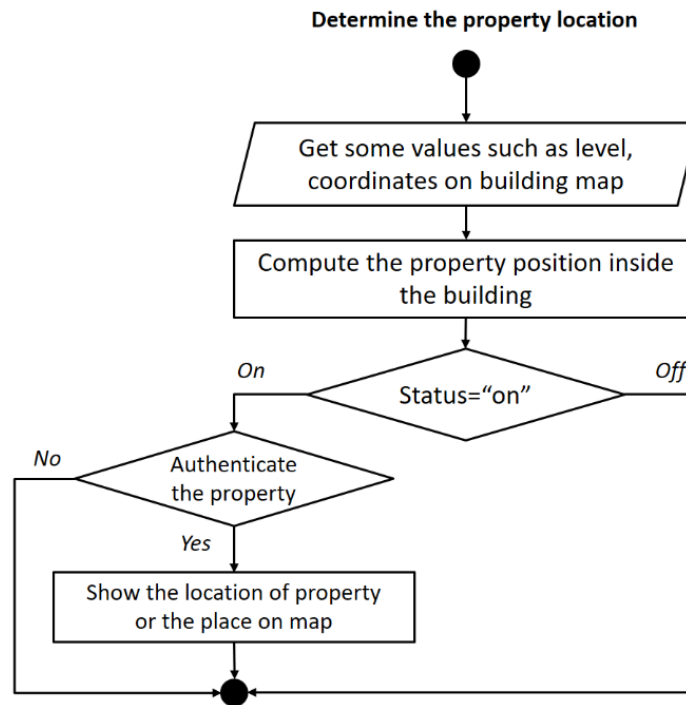 Determine the property location
Get some values such as level,
coordinates on building map
Compute the property position inside
the building
On
Status=“on”
Off
No
Authenticate
the property
Yes
Show the location of property
or the place on map